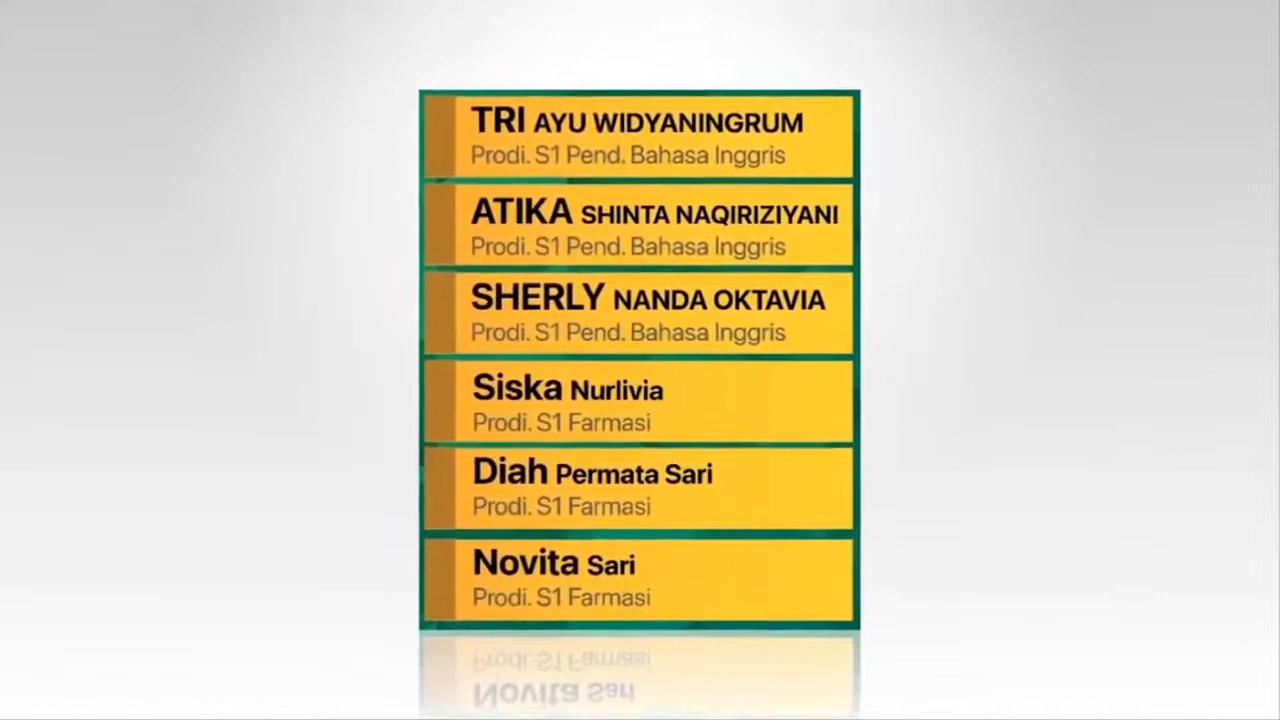 TRI AYU WIDYANINGRUM
Prodi. S1 Pend. Bahasa Inggris
ATIKA SHINTA NAQIRIZIYANI
Prodi. S1 Pend. Bahasa Inggris
SHERLY NANDA OKTAVIA
Prodi. S1 Pend. Bahasa Inggris
Siska Nurlivia
Prodi. S1 Farmasi
Diah Permata Sari
Prodi. S1 Farmasi
Novita Sari
Prodi. S1 Farmasi